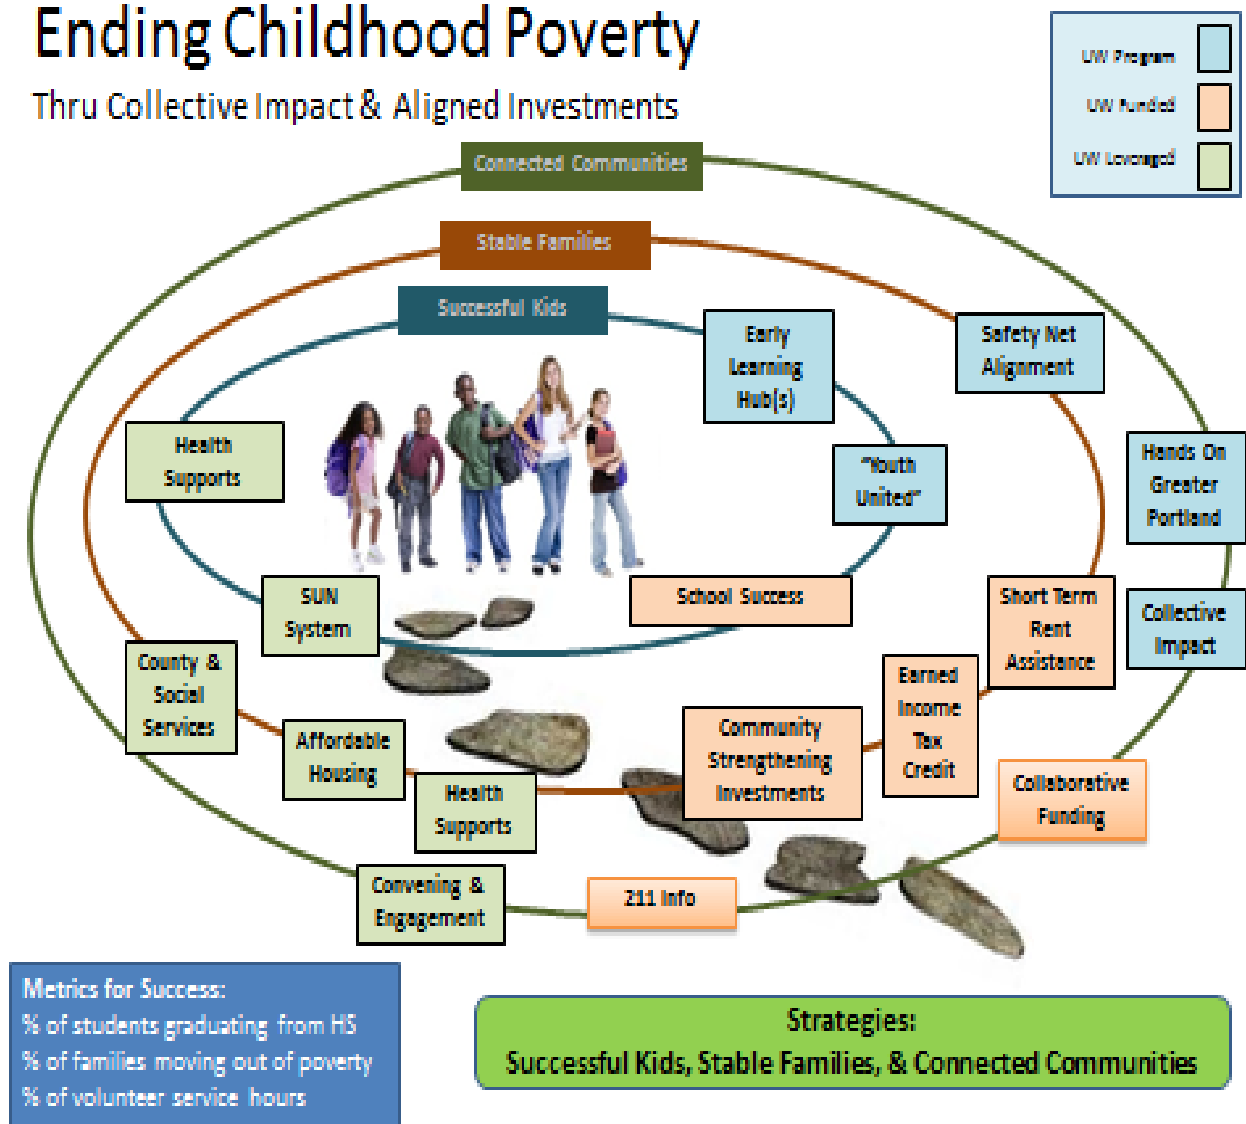 Ending Childhood Poverty
Thru Collective Impact & Aligned Investments
UW Program
UW Funded
UW Leveraged
Connected Communities
Stable Families
Successful Kids
Early
Learning
Hub(s)
Safety Net
Alignment
Health
Supports
"Youth
United"
Hands On
Greater
Portland
SUN
System
School Success
Short Term
Rent
Assistance
Collective
Impact
County &
Social
Services
Earned
Income
Tax
Credit
Affordable
Housing
Community
Strengthening
Investments
Health
Supports
Collaborative
Funding
Convening &
Engagement
211 Info
Metrics for Success:
% of students graduating from HS
% of families moving out of poverty
% of volunteer service hours
Strategies:
Successful Kids, Stable Families, & Connected Communities